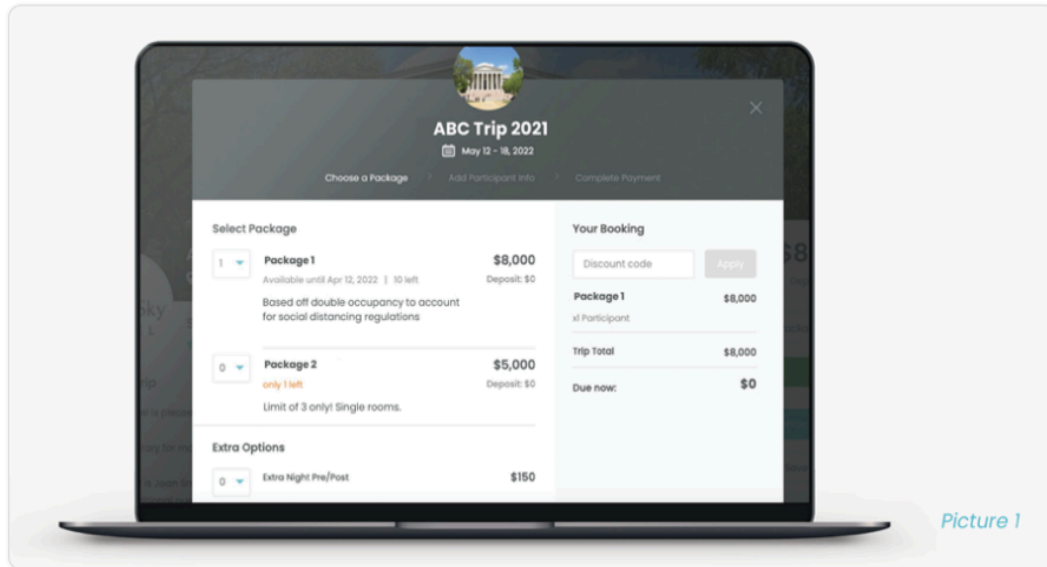 ABC Trip 2021
May 12 - 18, 2022
Choose a Package > Add Participant Info > Complete Payment
Select Package
1 Package 1 $8,000
Available until Apr 12, 2022 | 10 left Deposit: $0
Based off double occupancy to account
for social distancing regulations
0 Package 2 $5,000
only 1 left Deposit: $0
Limit of 3 only! Single rooms.
Extra Options
0 Extra Night Pre/Post $150
Your Booking
Discount code Apply
Package 1 $8,000
x1 Participant
Trip Total $8,000
Due now: $0
Sky
$8
Picture 1